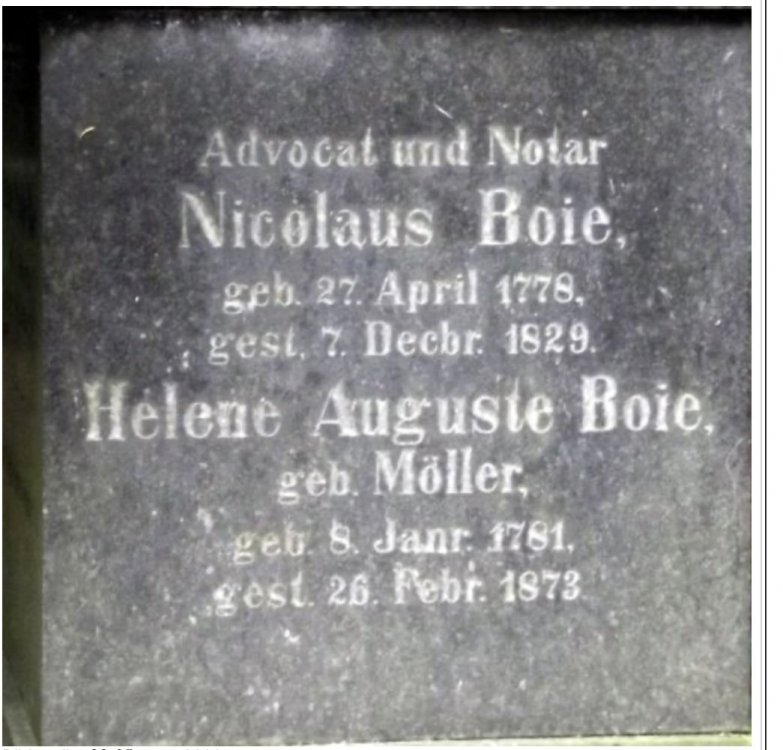 Advocat und Notar
Nicolaus Boie,
geb. 27. April 1778,
gest. 7. Decbr. 1829.
Helene Auguste Boie,
geb. Möller,
geb. 8. Janr. 1781,
gest. 26. Febr. 1873